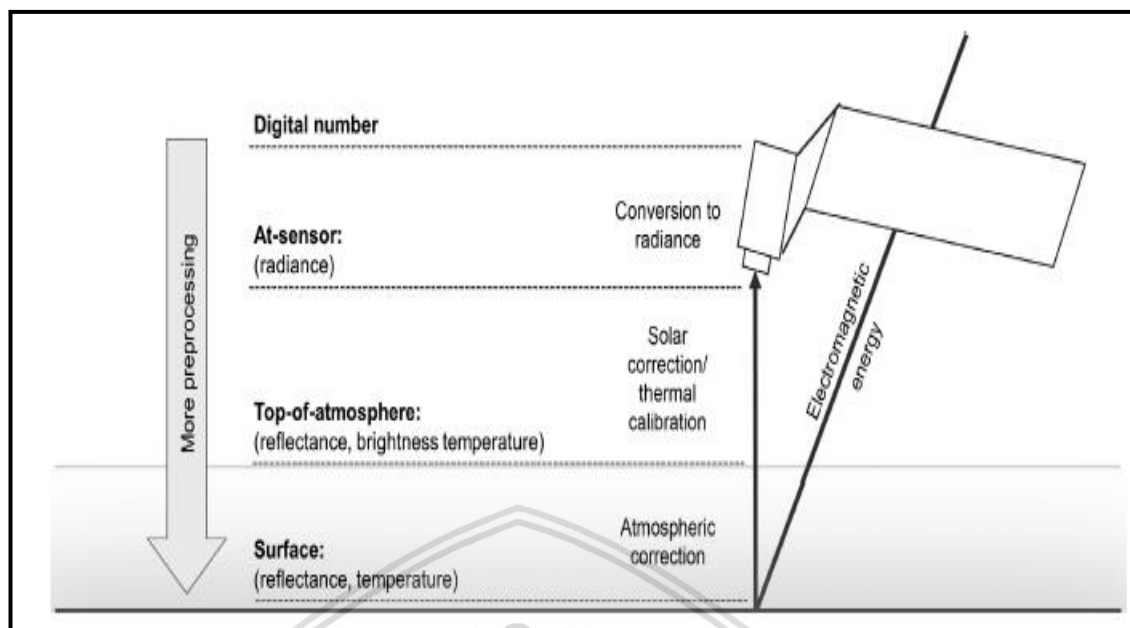 Digital number
At-sensor:
(radiance)
Conversion to
radiance
More preprocessing
Electromagnetic
energy
Solar
correction/
thermal
calibration
Top-of-atmosphere:
(reflectance, brightness temperature)
Surface:
(reflectance, temperature)
Atmospheric
correction